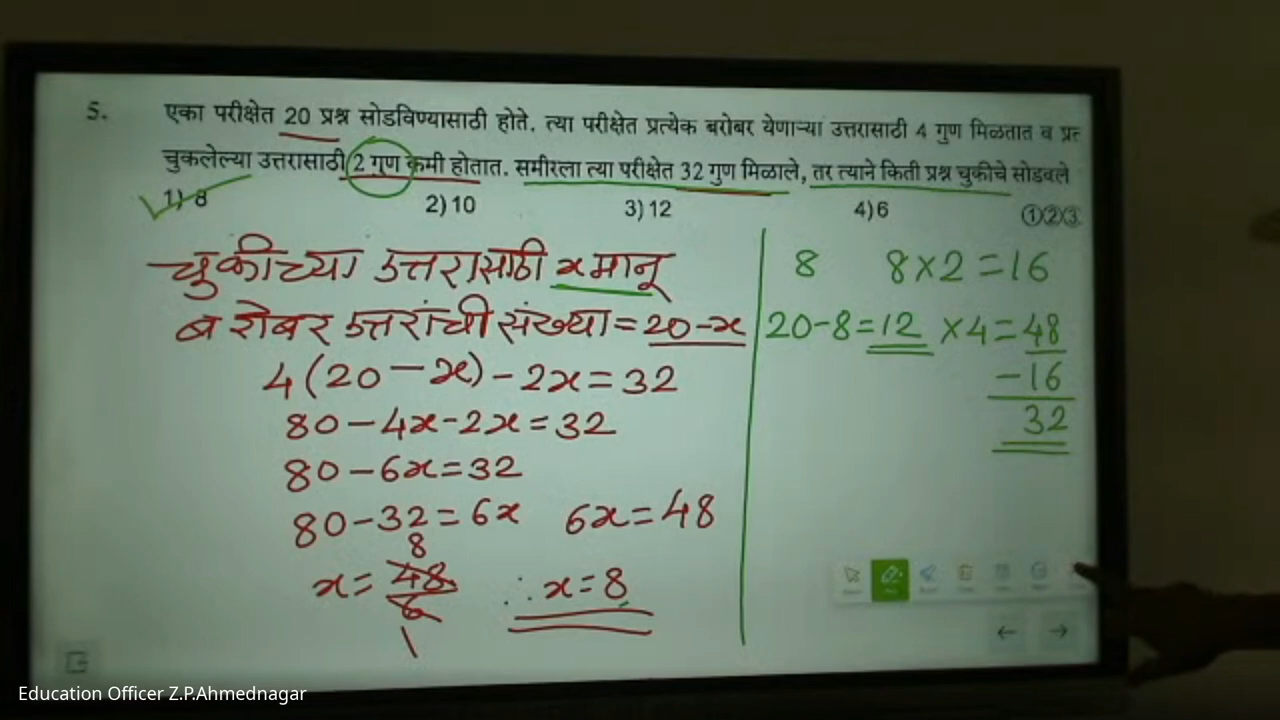 5. एका परीक्षेत 20 प्रश्न सोडविण्यासाठी होते. त्या परीक्षेत प्रत्येक बरोबर येणाऱ्या उत्तरासाठी 4 गुण मिळतात व
चुकलेल्या उत्तरासाठी 2 गुण कमी होतात. समीरला त्या परीक्षेत 32 गुण मिळाले, तर त्याने किती प्रश्न चुकीचे सोडवले
1) 8 2) 10 3) 12 4) 6 ①②③
चुकीच्या उत्तरासाठी x मानू
बरोबर उत्तरांची संख्या = 20-x
4(20-x)-2x=32
80-4x-2x=32
80-6x=32
80-32=6x 6x=48
8
x= 48/6 ∴ x=8
1
8 8×2=16
20-8=12 ×4=48
-16
32
Education Officer Z.P.Ahmednagar